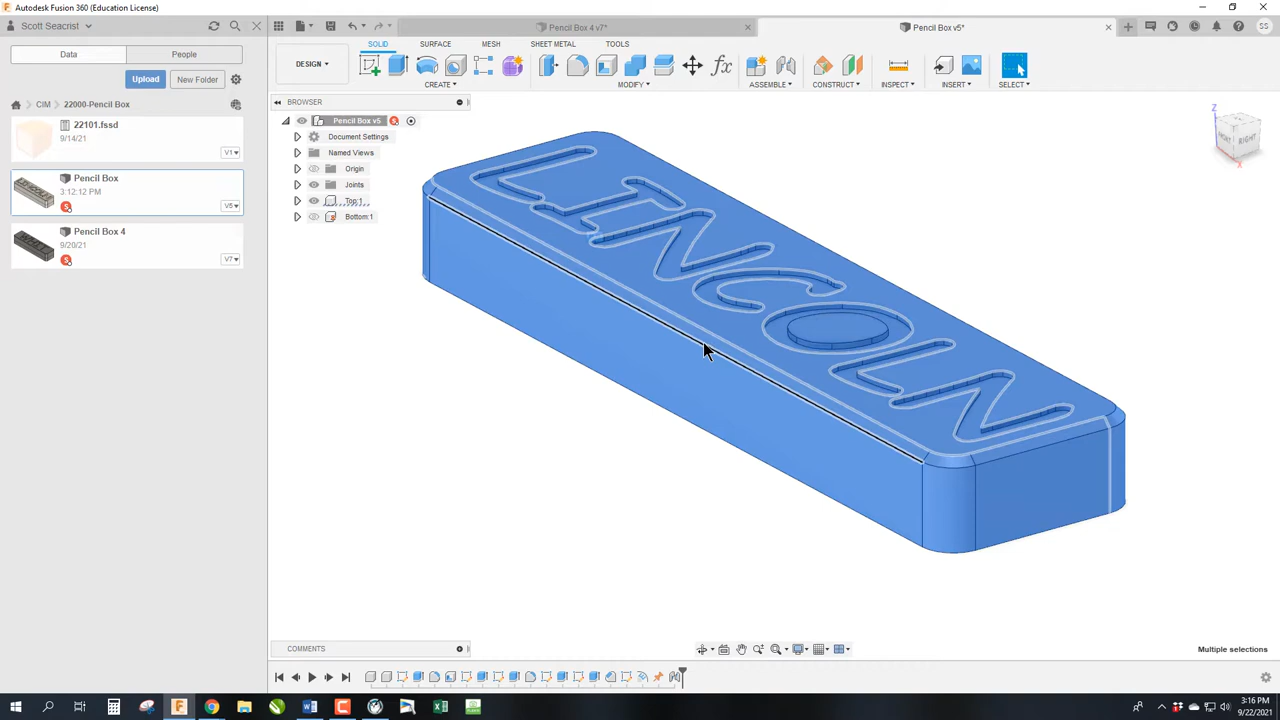 Autodesk Fusion 360 (Education License)
Scott Seacrist
Pencil Box 4 v7*
Pencil Box v5*
SS
Data
People
Upload
New Folder
CIM
22000-Pencil Box
22101.fssd
9/14/21
V1
Pencil Box
3:12:12 PM
V5
Pencil Box 4
9/20/21
V7
DESIGN
SOLID
SURFACE
MESH
SHEET METAL
TOOLS
CREATE
MODIFY
ASSEMBLE
CONSTRUCT
INSPECT
INSERT
SELECT
BROWSER
Pencil Box v5
Document Settings
Named Views
Origin
Joints
Top:1
Bottom:1
LINCOLN
Z
FRONT
RIGHT
X
COMMENTS
Multiple selections
3:16 PM
9/22/2021